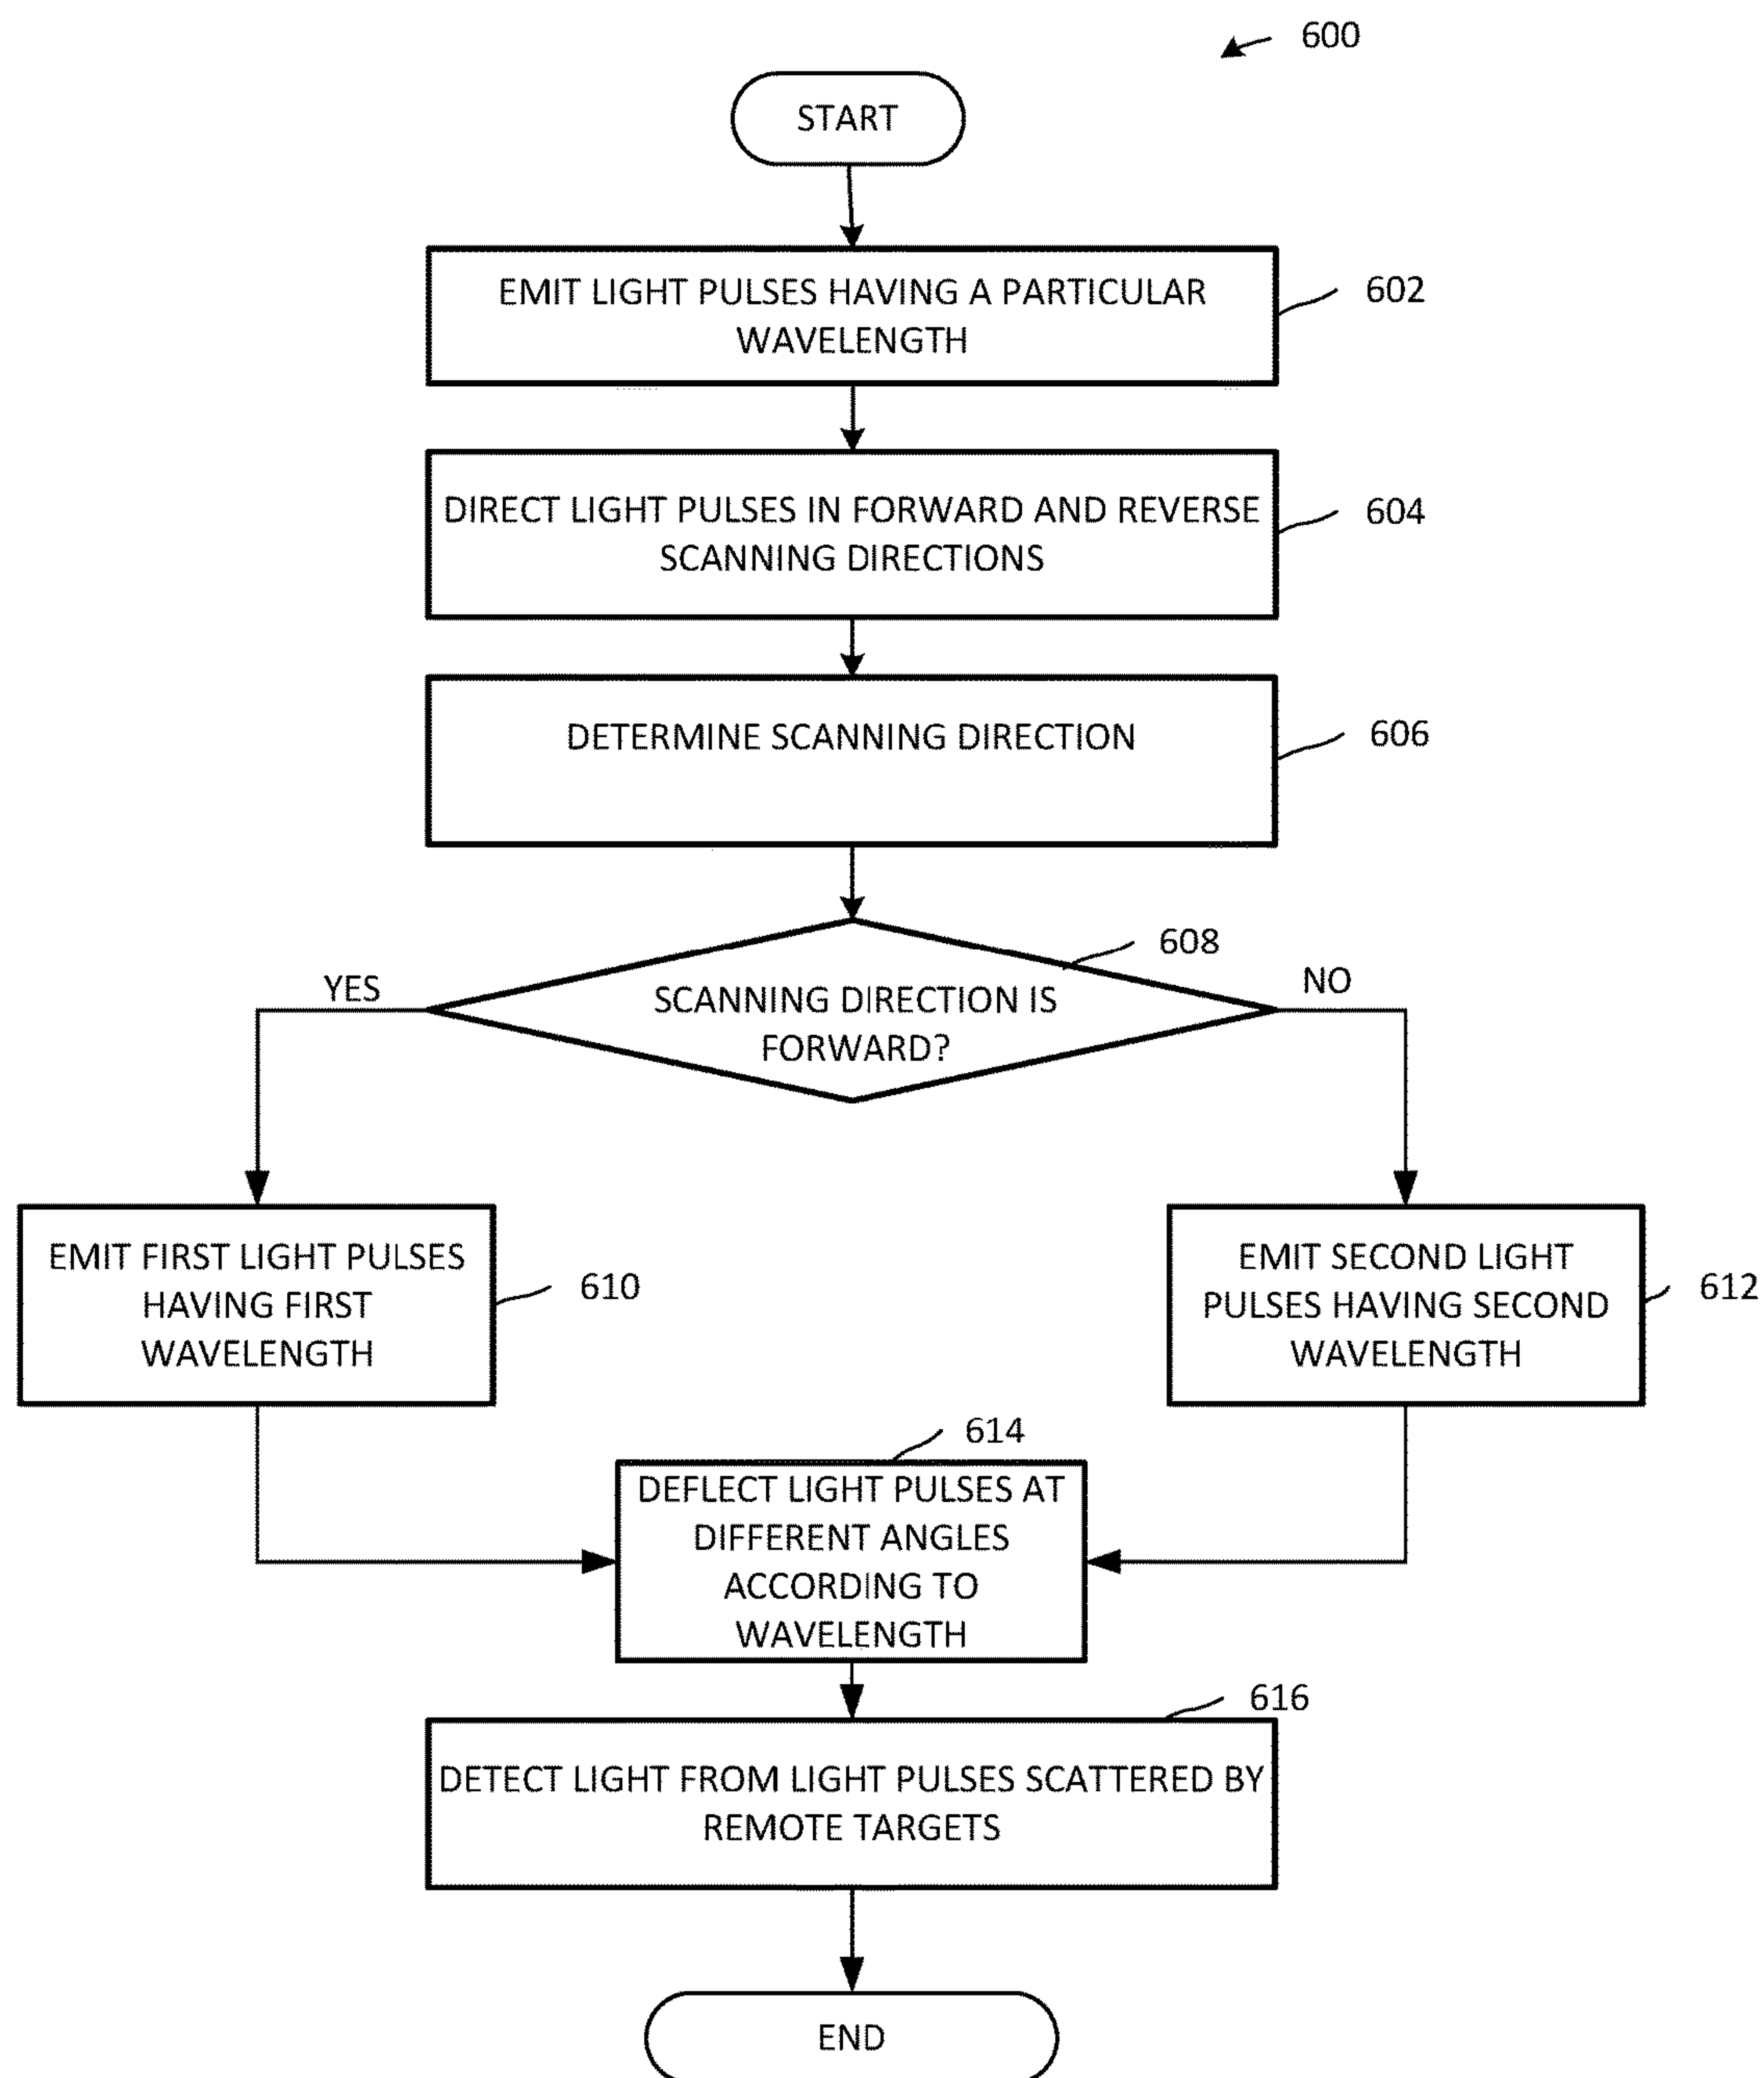 600
START
EMIT LIGHT PULSES HAVING A PARTICULAR
WAVELENGTH
602
DIRECT LIGHT PULSES IN FORWARD AND REVERSE
SCANNING DIRECTIONS
604
DETERMINE SCANNING DIRECTION
606
608
YES
NO
SCANNING DIRECTION IS
FORWARD?
EMIT FIRST LIGHT PULSES
HAVING FIRST
WAVELENGTH
610
EMIT SECOND LIGHT
PULSES HAVING SECOND
WAVELENGTH
612
614
DEFLECT LIGHT PULSES AT
DIFFERENT ANGLES
ACCORDING TO
WAVELENGTH
616
DETECT LIGHT FROM LIGHT PULSES SCATTERED BY
REMOTE TARGETS
END